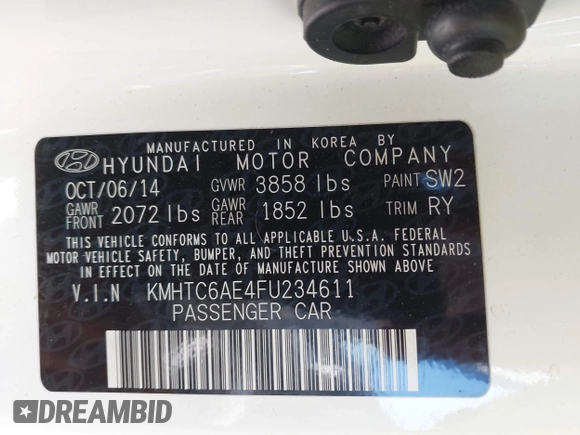 MANUFACTURED IN KOREA BY
HYUNDAI MOTOR COMPANY
OCT/06/14 GVWR 3858 lbs PAINT SW2
GAWR FRONT 2072 lbs GAWR REAR 1852 lbs TRIM RY
THIS VEHICLE CONFORMS TO ALL APPLICABLE U.S.A. FEDERAL
MOTOR VEHICLE SAFETY, BUMPER, AND THEFT PREVENTION STANDARDS
IN EFFECT ON THE DATE OF MANUFACTURE SHOWN ABOVE.
V.I.N KMHTC6AE4FU234611
PASSENGER CAR
DREAMBID